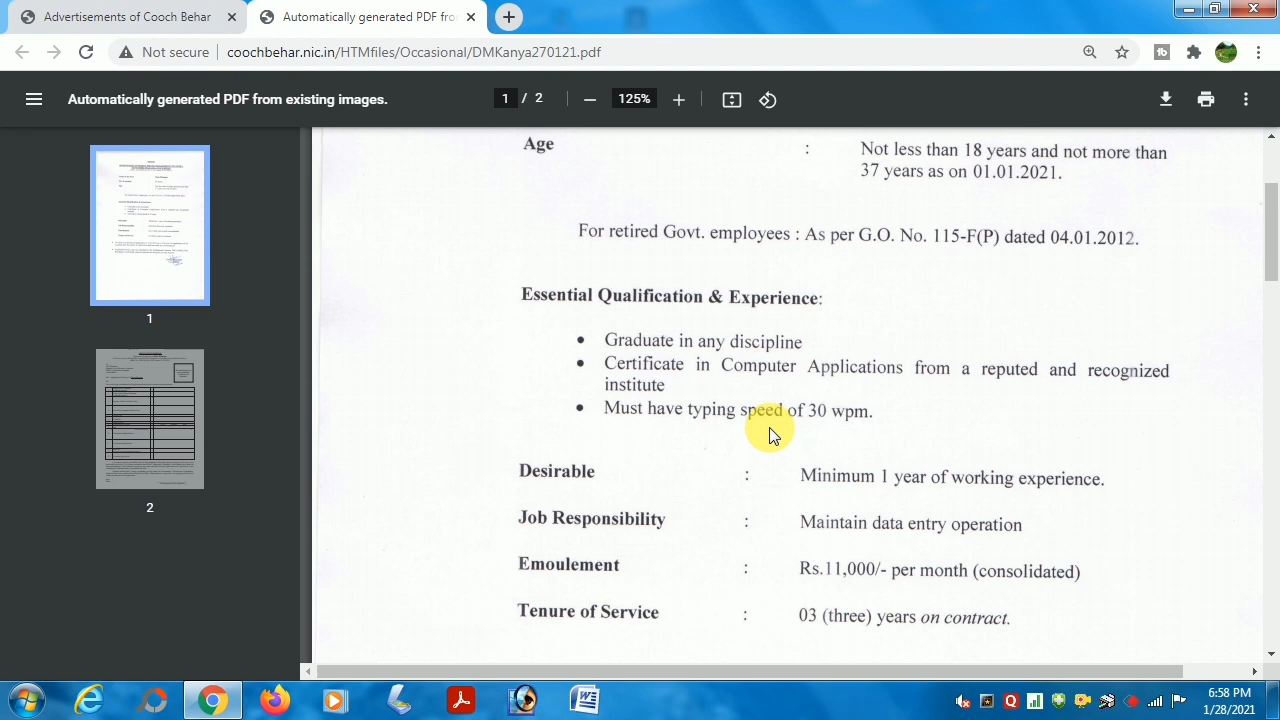 Advertisements of Cooch Behar
Automatically generated PDF fro
Not secure
coochbehar.nic.in/HTMfiles/Occasional/DMKanya270121.pdf
Automatically generated PDF from existing images.
1 / 2
125%
Age : Not less than 18 years and not more than
37 years as on 01.01.2021.
For retired Govt. employees : As per G.O. No. 115-F(P) dated 04.01.2012.
Essential Qualification & Experience:
• Graduate in any discipline
• Certificate in Computer Applications from a reputed and recognized
institute
• Must have typing speed of 30 wpm.
Desirable : Minimum 1 year of working experience.
Job Responsibility : Maintain data entry operation
Emoulement : Rs.11,000/- per month (consolidated)
Tenure of Service : 03 (three) years on contract.
1
2
6:58 PM
1/28/2021